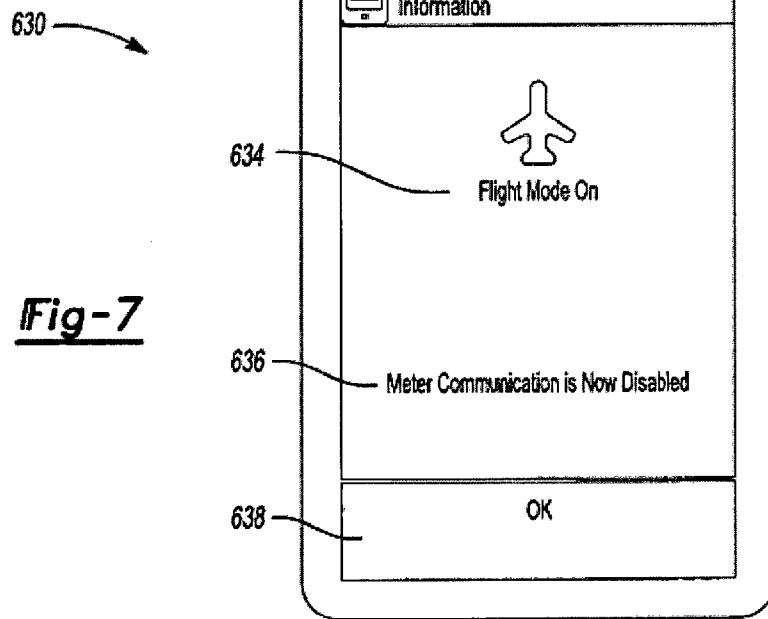 Information
630
634
Flight Mode On
Fig-7
636
Meter Communication is Now Disabled
638
OK